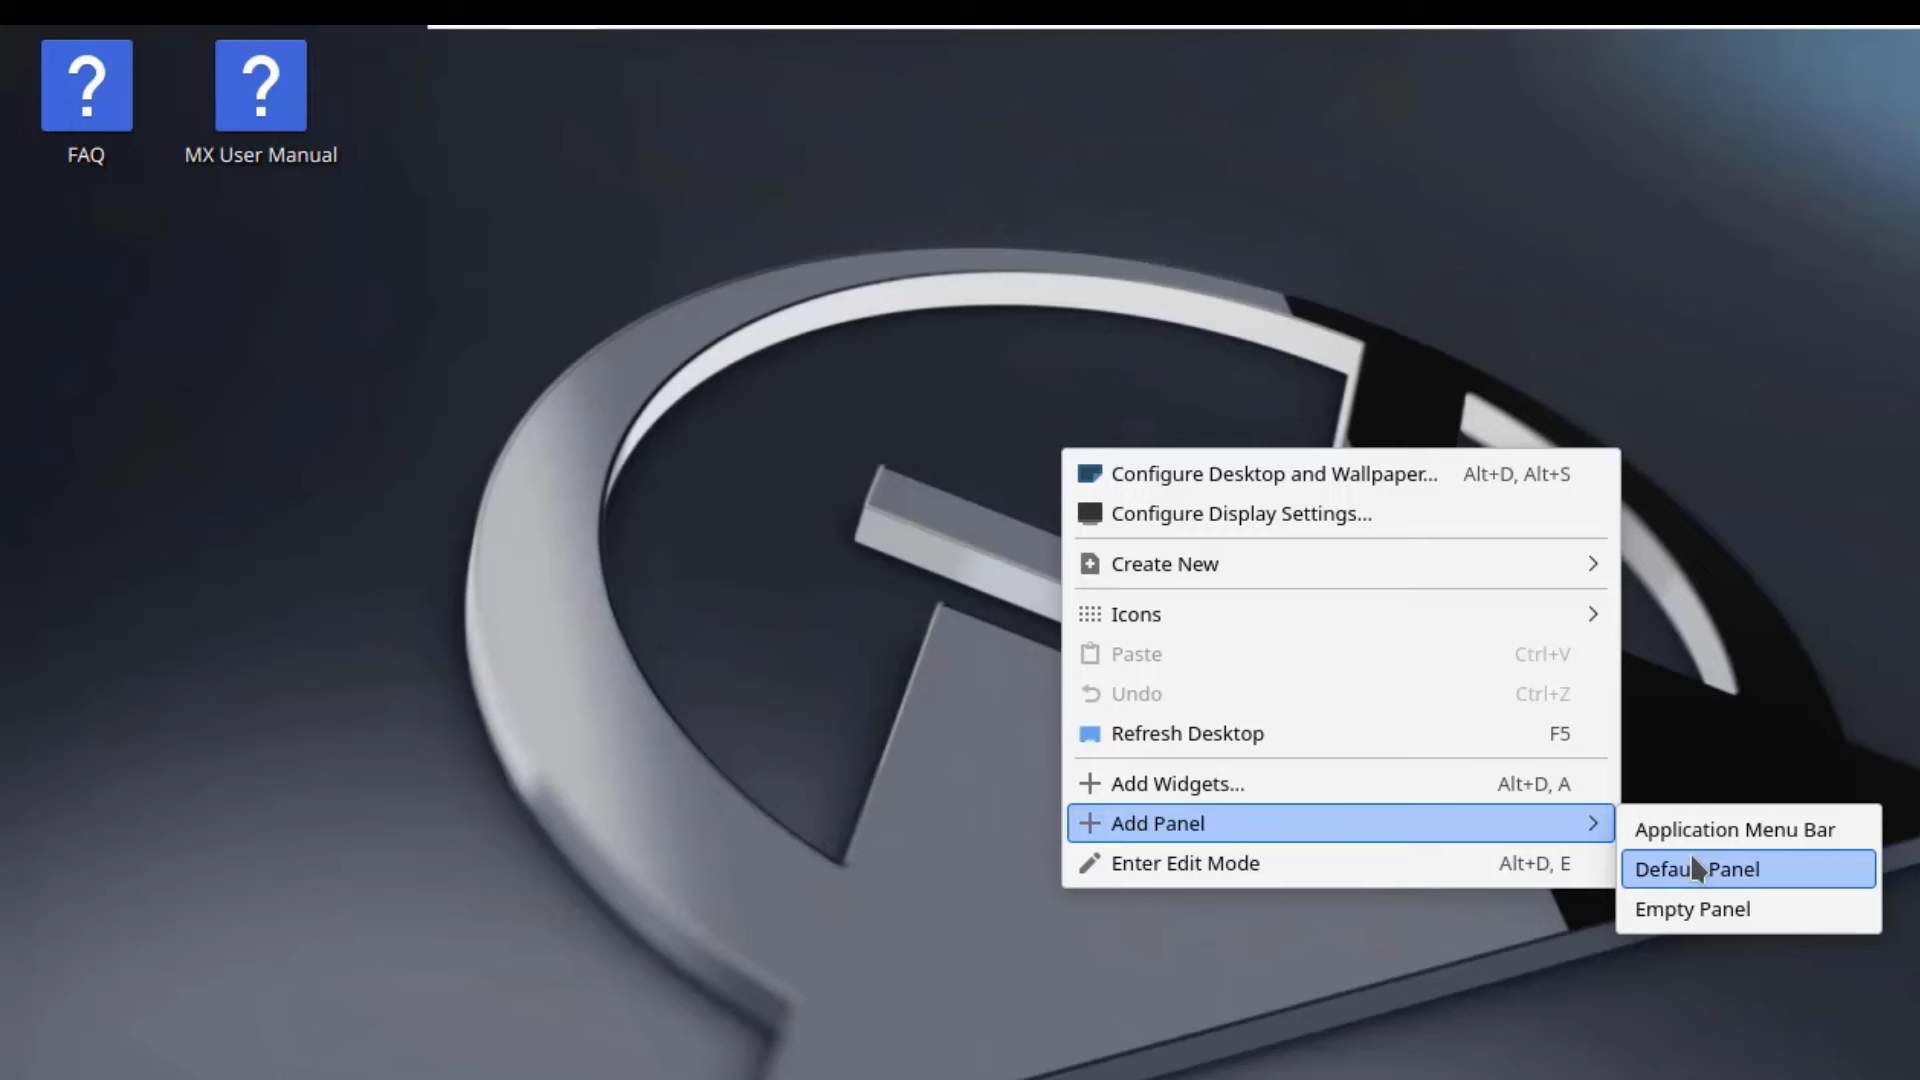 ?
?
FAQ
MX User Manual
Configure Desktop and Wallpaper... Alt+D, Alt+S
Configure Display Settings...
Create New
Icons
Paste Ctrl+V
Undo Ctrl+Z
Refresh Desktop F5
Add Widgets... Alt+D, A
Add Panel
Enter Edit Mode Alt+D, E
Application Menu Bar
Default Panel
Empty Panel